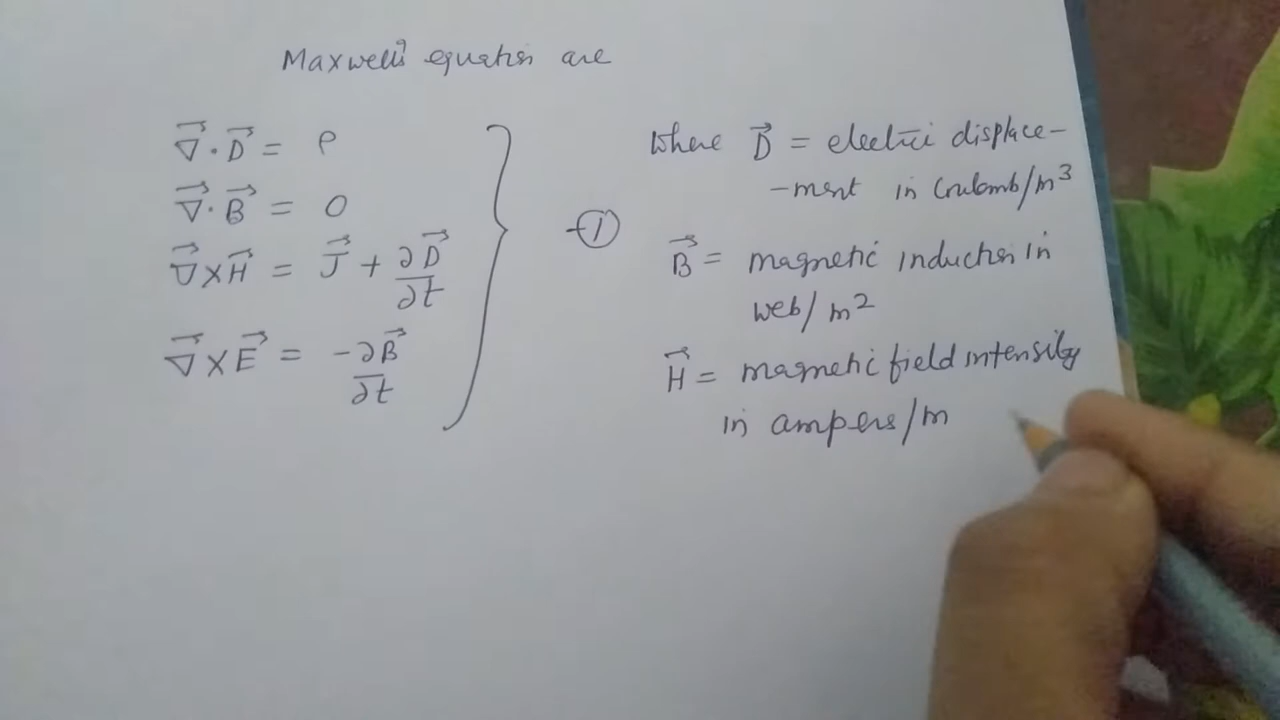 Maxwell's equation are
∇⃗·D⃗ = ρ
∇⃗·B⃗ = 0
∇⃗×H⃗ = J⃗ + ∂D⃗/∂t
∇⃗×E⃗ = -∂B⃗/∂t
-①
where D⃗ = electric displace-
-ment in Coulomb/m³
B⃗ = magnetic induction in
web/m²
H⃗ = magnetic field intensity
in ampers/m